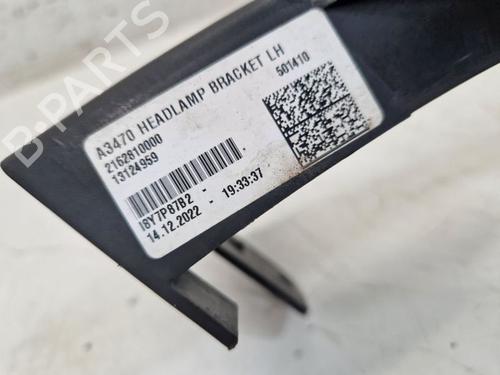 A3470 HEADLAMP BRACKET LH
2162810000
501410
13124959
18Y7P87B2 -
14.12.2022 - 19:33:37
B-Parts